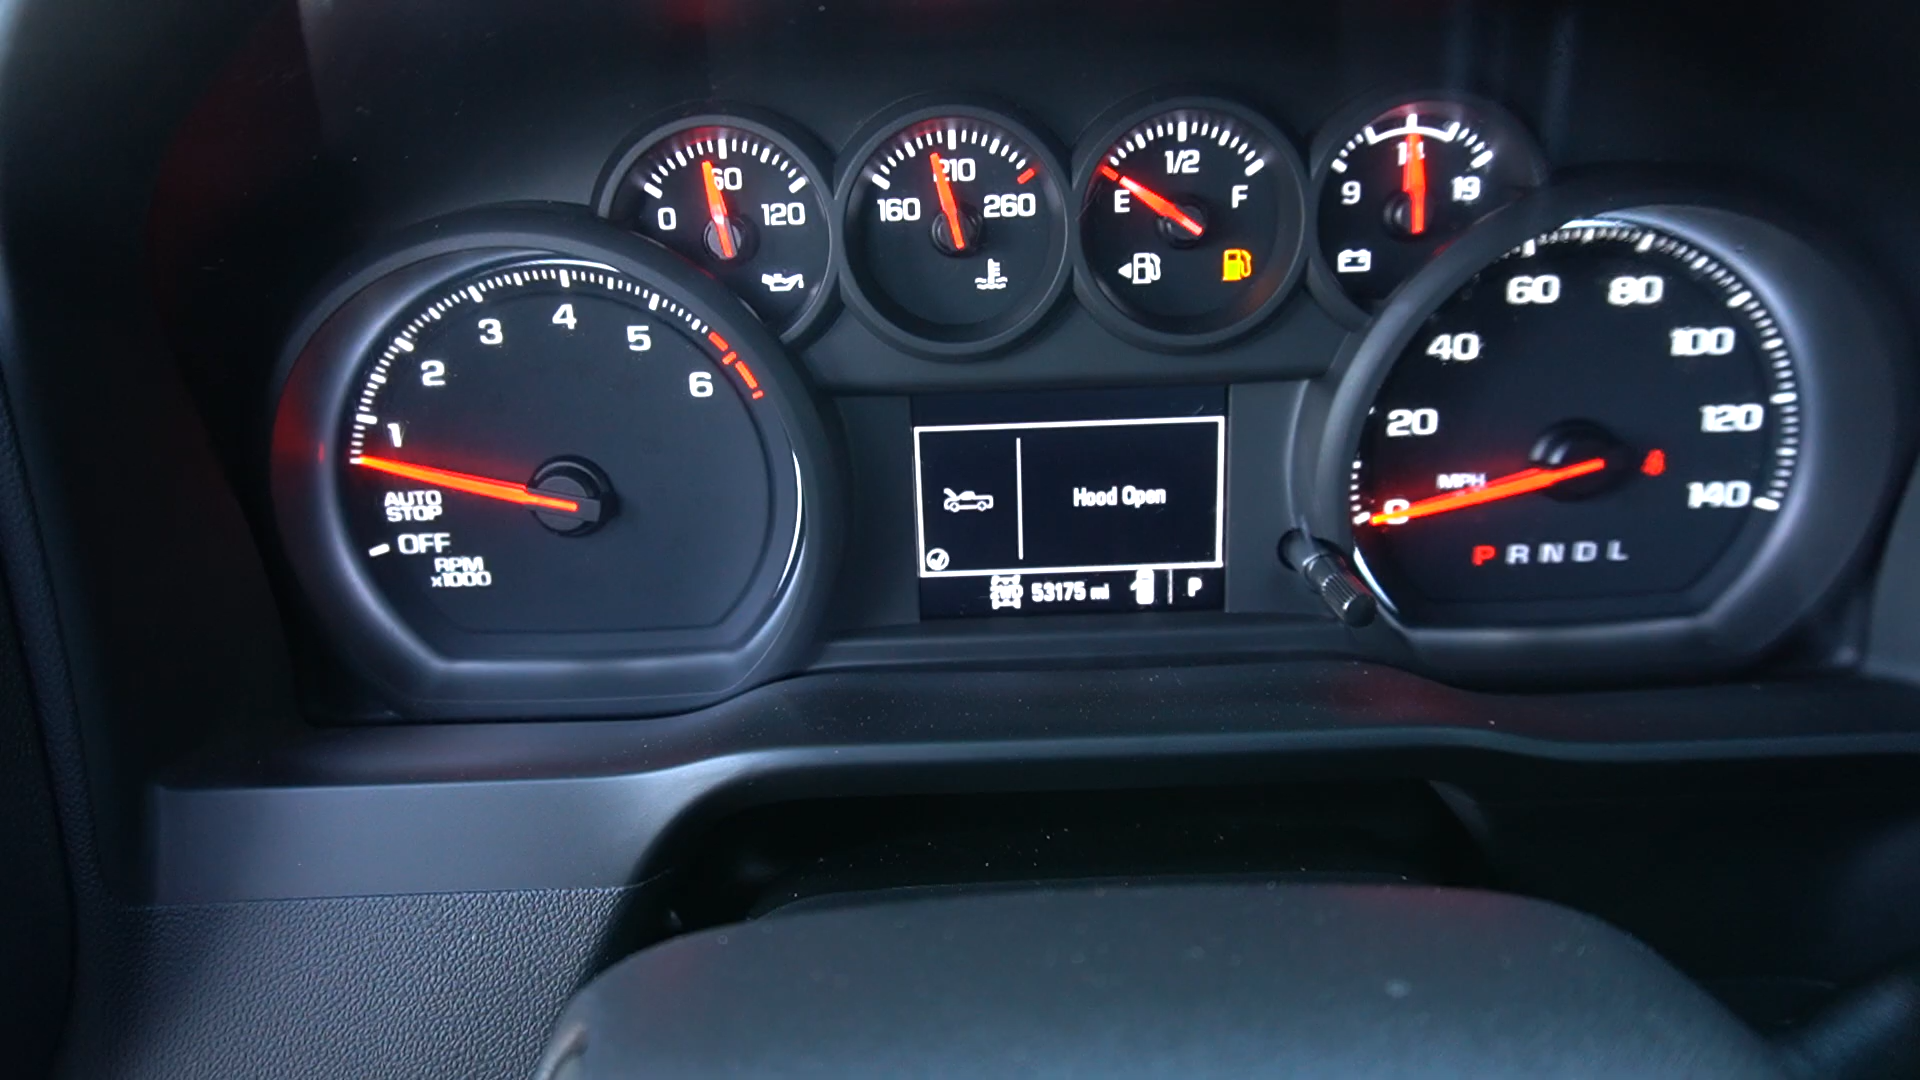 0 60 120
160 210 260
E 1/2 F
9 14 19
1 2 3 4 5 6
AUTO
STOP
OFF
RPM
x1000
Hood Open
53175 mi P
0 20 40 60 80 100 120 140
MPH
P R N D L